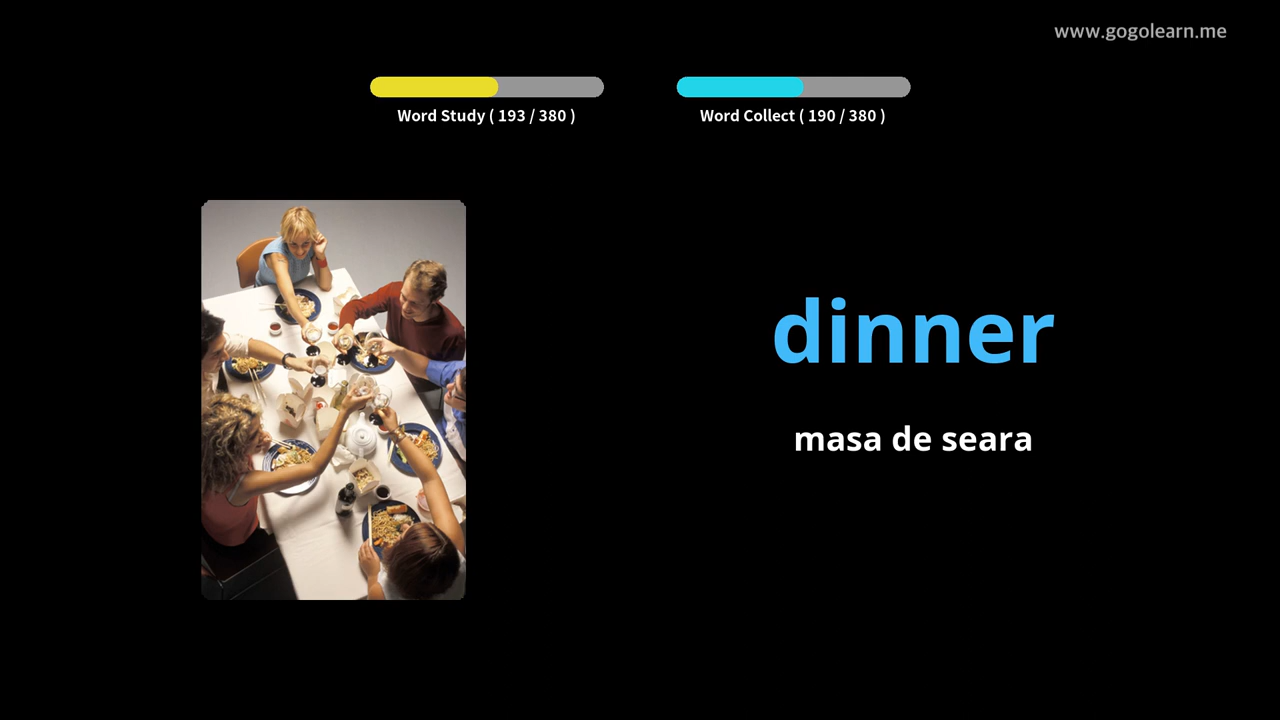 www.gogolearn.me
Word Study ( 193 / 380 )
Word Collect ( 190 / 380 )
dinner
masa de seara